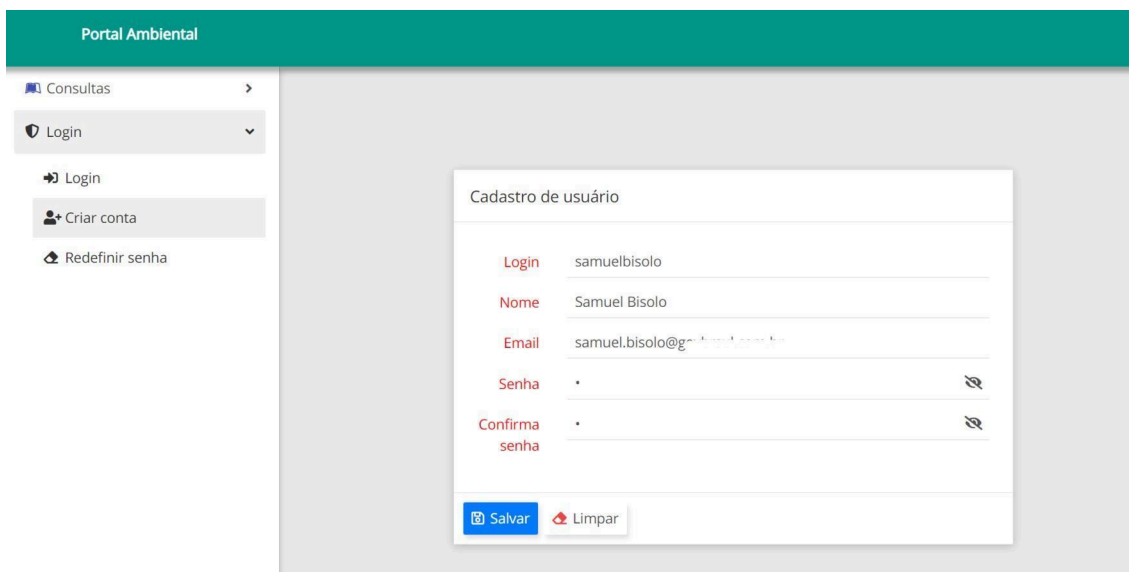 Portal Ambiental
Consultas
Login
Login
Criar conta
Redefinir senha
Cadastro de usuário
Login samuelbisolo
Nome Samuel Bisolo
Email
Senha •
Confirma senha •
Salvar Limpar